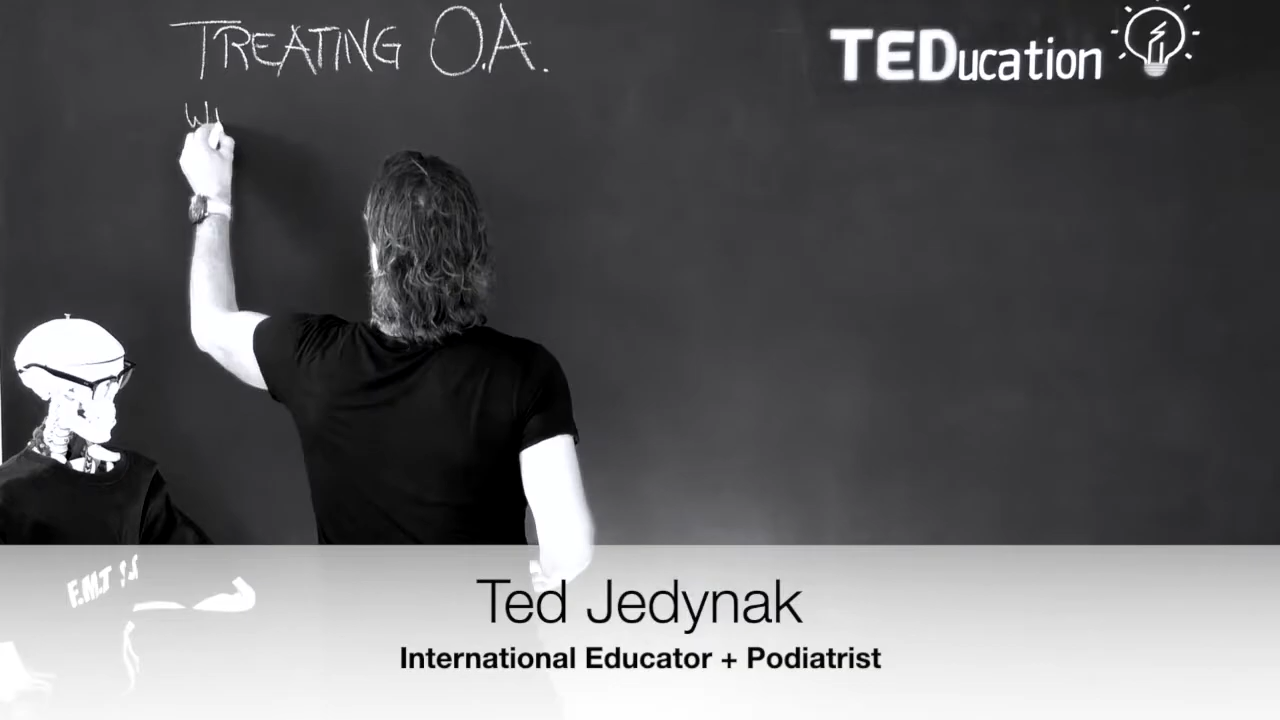 TREATING O.A.
TEDucation
Ted Jedynak
International Educator + Podiatrist